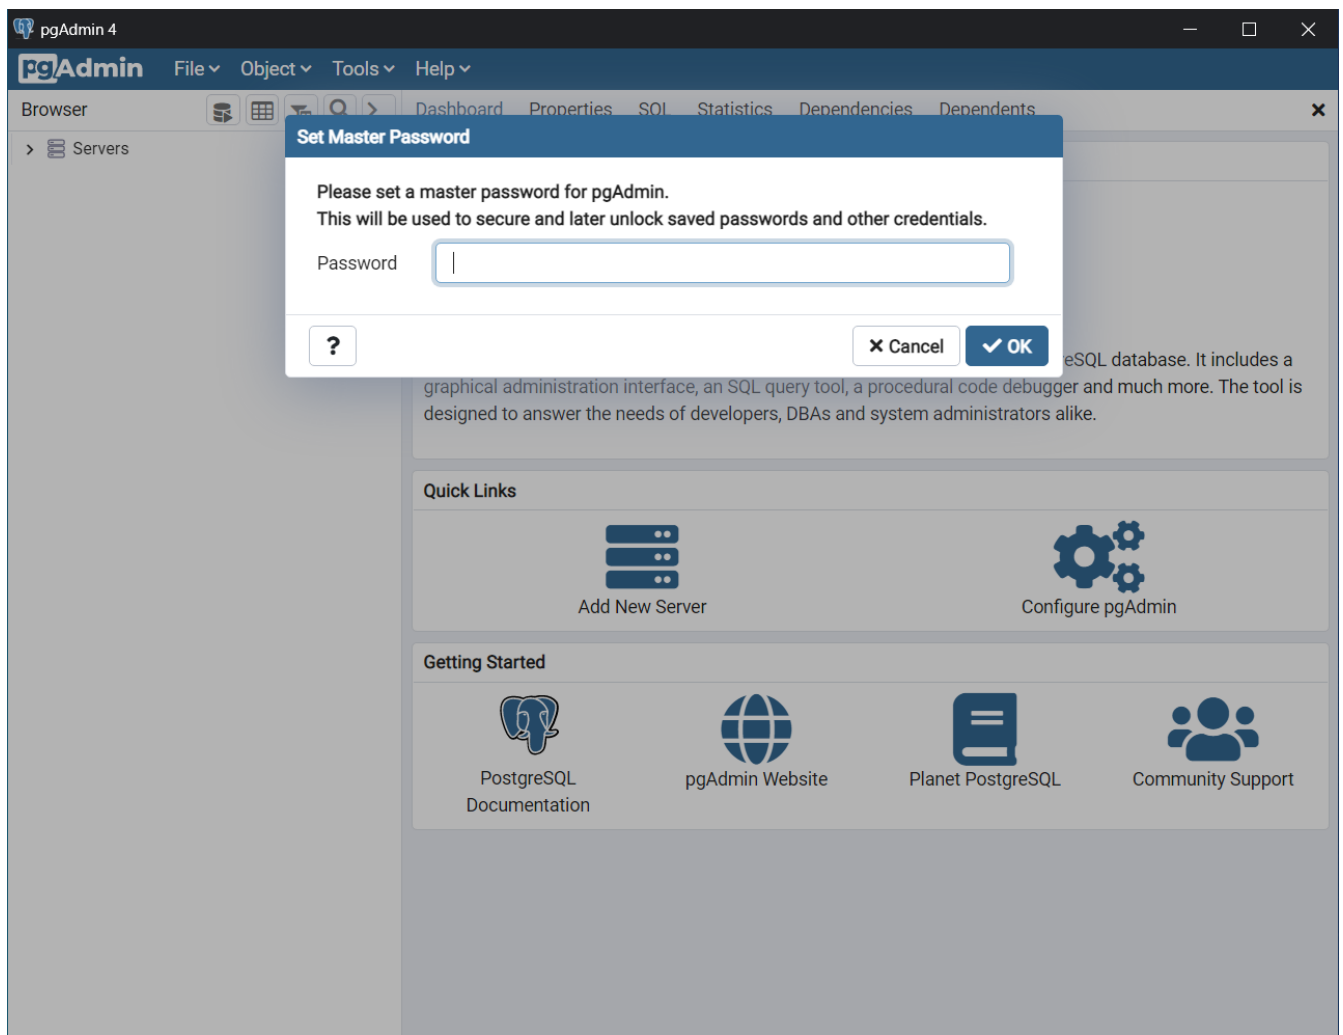 pgAdmin 4
pgAdmin File Object Tools Help
Browser
Dashboard Properties SQL Statistics Dependencies Dependents
Servers
Set Master Password
Please set a master password for pgAdmin.
This will be used to secure and later unlock saved passwords and other credentials.
Password
? Cancel OK
eSQL database. It includes a
graphical administration interface, an SQL query tool, a procedural code debugger and much more. The tool is
designed to answer the needs of developers, DBAs and system administrators alike.
Quick Links
Add New Server
Configure pgAdmin
Getting Started
PostgreSQL
Documentation
pgAdmin Website
Planet PostgreSQL
Community Support